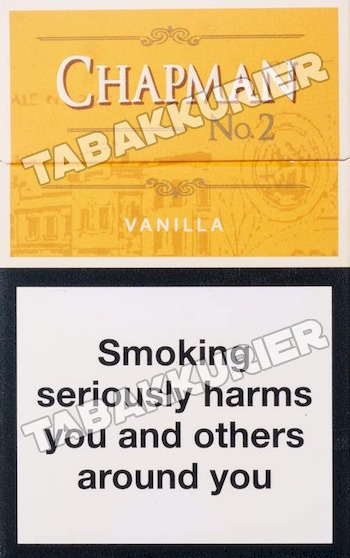 CHAPMAN
No. 2
TABAKKURIER
VANILLA
Smoking
seriously harms
you and others
around you
TABAKKURIER